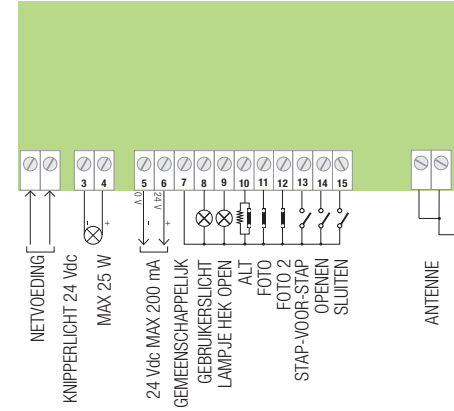 3 4 5 6 7 8 9 10 11 12 13 14 15
- +
0 V
-
24 V
+
NETVOEDING
KNIPPERLICHT 24 Vdc
MAX 25 W
24 Vdc MAX 200 mA
GEMEENSCHAPPELIJK
GEBRUIKERSLICHT
LAMPJE HEK OPEN
ALT
FOTO
FOTO 2
STAP-VOOR-STAP
OPENEN
SLUITEN
ANTENNE